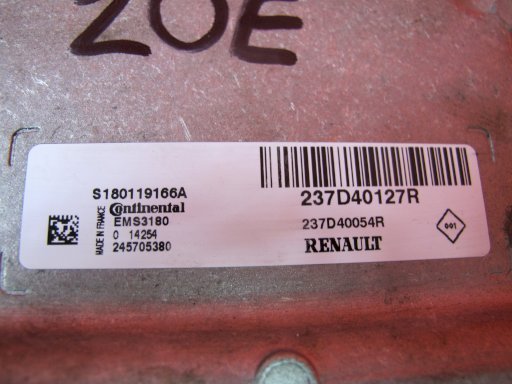 ZOE
S180119166A
Continental
EMS3180
0 14254
245705380
MADE IN FRANCE
237D40127R
237D40054R
RENAULT
001